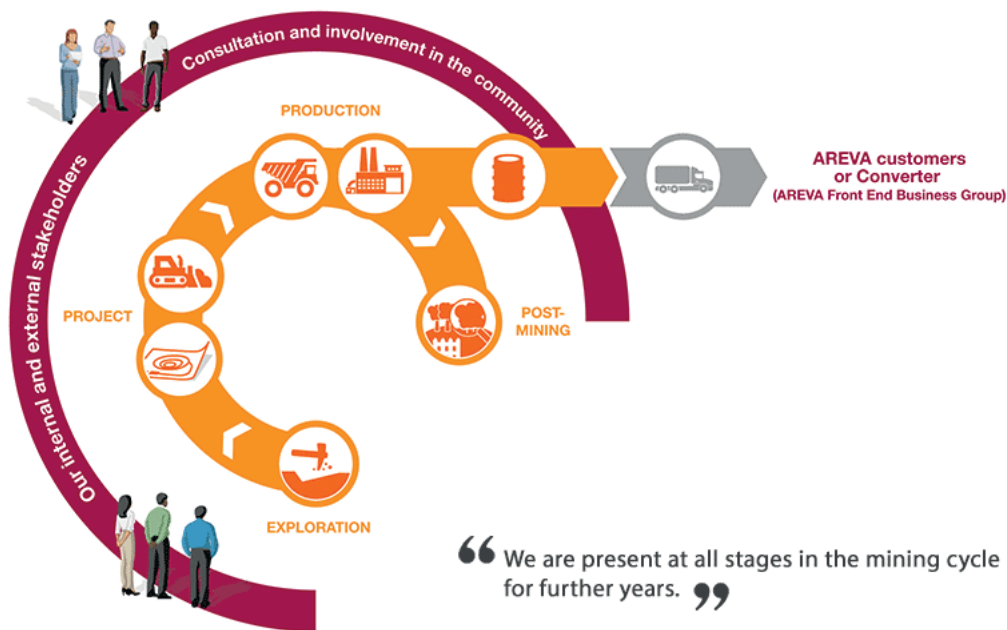 Consultation and involvement in the community
Our internal and external stakeholders
PRODUCTION
AREVA customers
or Converter
(AREVA Front End Business Group)
PROJECT
POST-
MINING
EXPLORATION
“ We are present at all stages in the mining cycle
for further years. ”